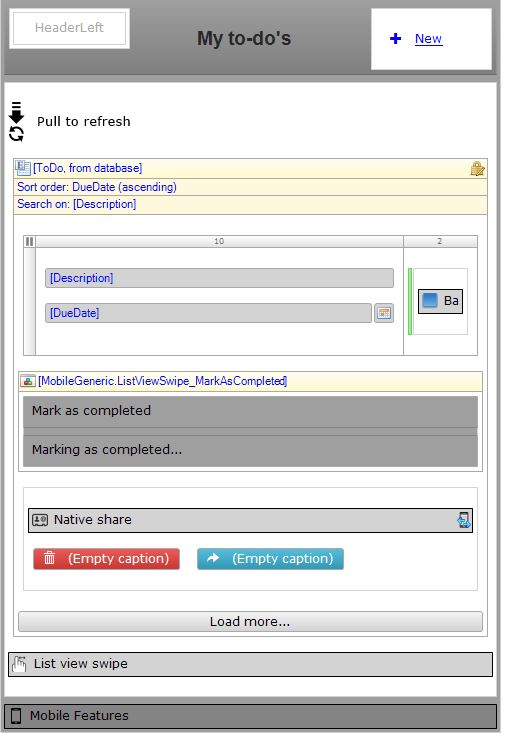 HeaderLeft
My to-do's
New
Pull to refresh
[ToDo, from database]
Sort order: DueDate (ascending)
Search on: [Description]
10
2
[Description]
Ba
[DueDate]
[MobileGeneric.ListViewSwipe_MarkAsCompleted]
Mark as completed
Marking as completed...
Native share
(Empty caption)
(Empty caption)
Load more...
List view swipe
Mobile Features